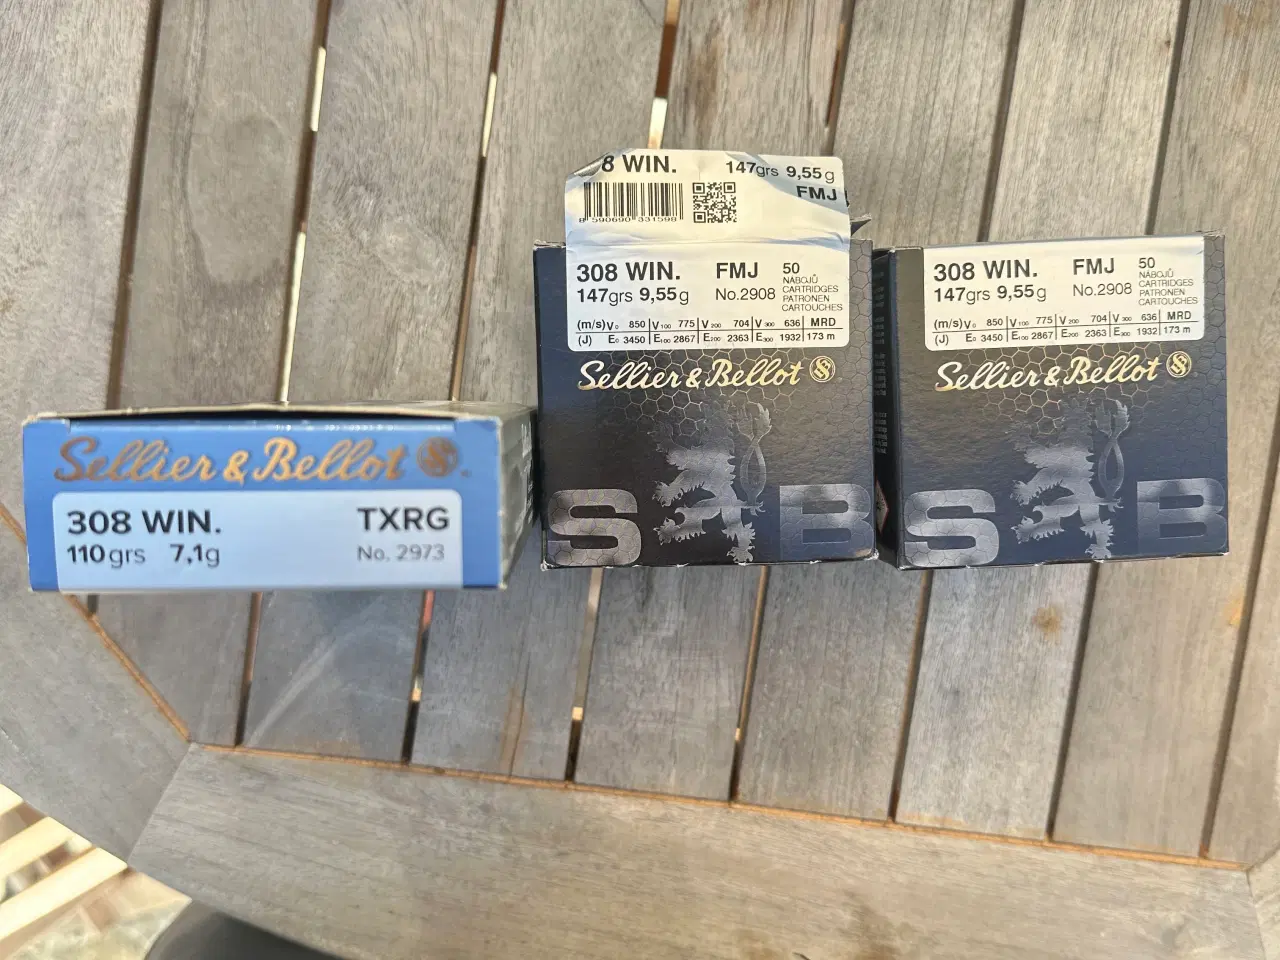 Sellier & Bellot
308 WIN. TXRG
110grs 7,1g No. 2973
8 WIN. 147grs 9,55g
FMJ
8 590690 331598
308 WIN. FMJ 50
147grs 9,55g No.2908
NÁBOJŮ
CARTRIDGES
PATRONEN
CARTOUCHES
(m/s) V0 850 V100 775 V200 704 V300 636 MRD
(J) E0 3450 E100 2867 E200 2363 E300 1932 173 m
Sellier & Bellot
S B
308 WIN. FMJ 50
147grs 9,55g No.2908
NÁBOJŮ
CARTRIDGES
PATRONEN
CARTOUCHES
(m/s) V0 850 V100 775 V200 704 V300 636 MRD
(J) E0 3450 E100 2867 E200 2363 E300 1932 173 m
Sellier & Bellot
S B